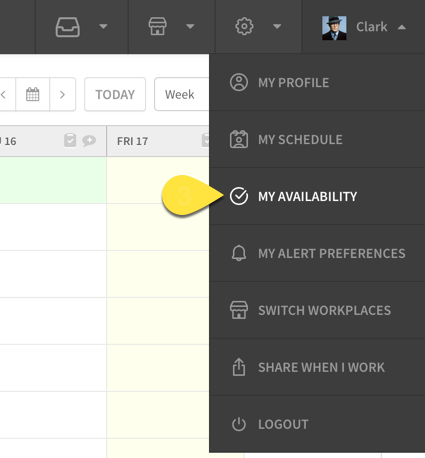 Clark
TODAY
Week
16
FRI 17
MY PROFILE
MY SCHEDULE
MY AVAILABILITY
MY ALERT PREFERENCES
SWITCH WORKPLACES
SHARE WHEN I WORK
LOGOUT